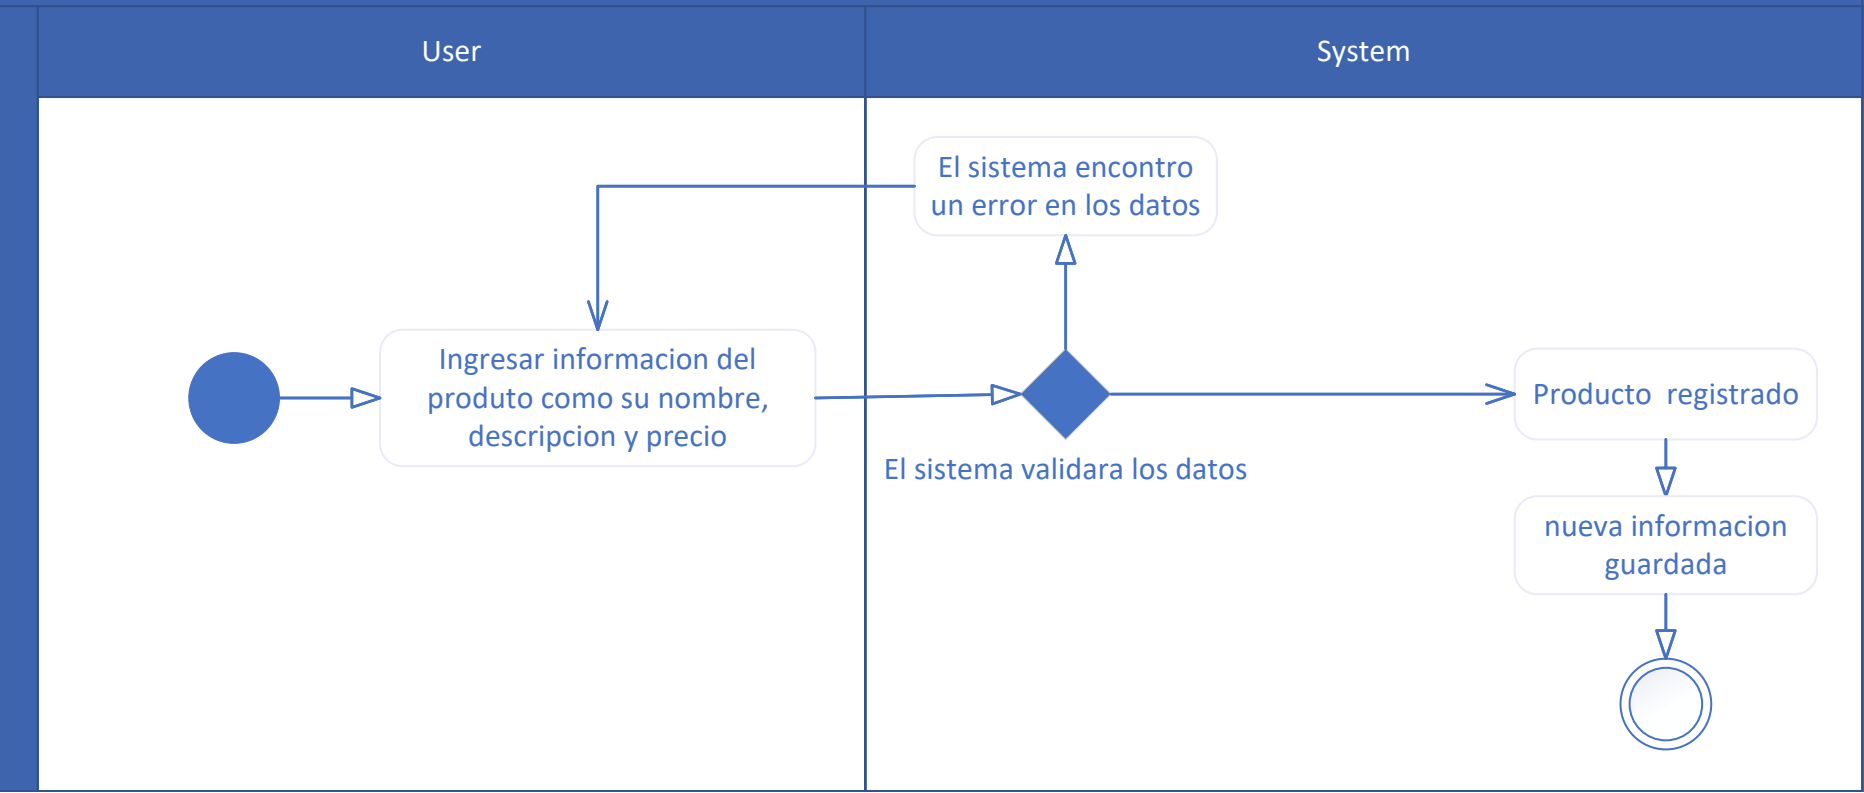 User
System
El sistema encontro
un error en los datos
Ingresar informacion del
produto como su nombre,
descripcion y precio
Producto  registrado
El sistema validara los datos
nueva informacion
guardada